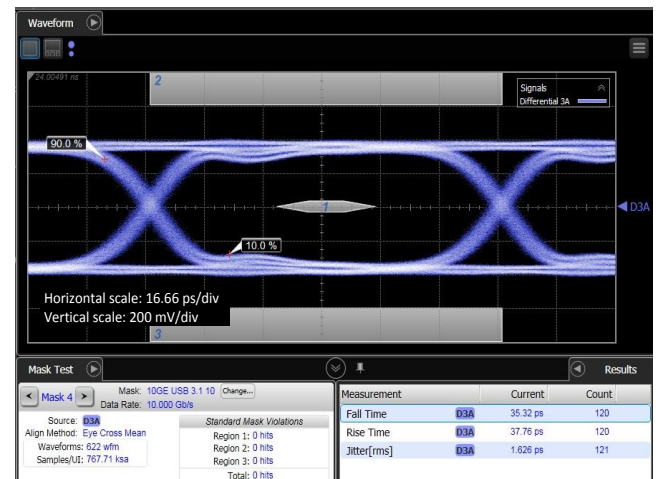 Waveform
24.00491 ns
2
Signals
Differential 3A
90.0 %
1
D3A
10.0 %
Horizontal scale: 16.66 ps/div
Vertical scale: 200 mV/div
3
Mask Test
Results
Mask 4
Mask: 10GE USB 3.1 10 Change...
Data Rate: 10.000 Gb/s
Source: D3A
Align Method: Eye Cross Mean
Waveforms: 622 wfm
Samples/UI: 767.71 ksa
Standard Mask Violations
Region 1: 0 hits
Region 2: 0 hits
Region 3: 0 hits
Total: 0 hits
Measurement Current Count
Fall Time D3A 35.32 ps 120
Rise Time D3A 37.76 ps 120
Jitter[rms] D3A 1.626 ps 121